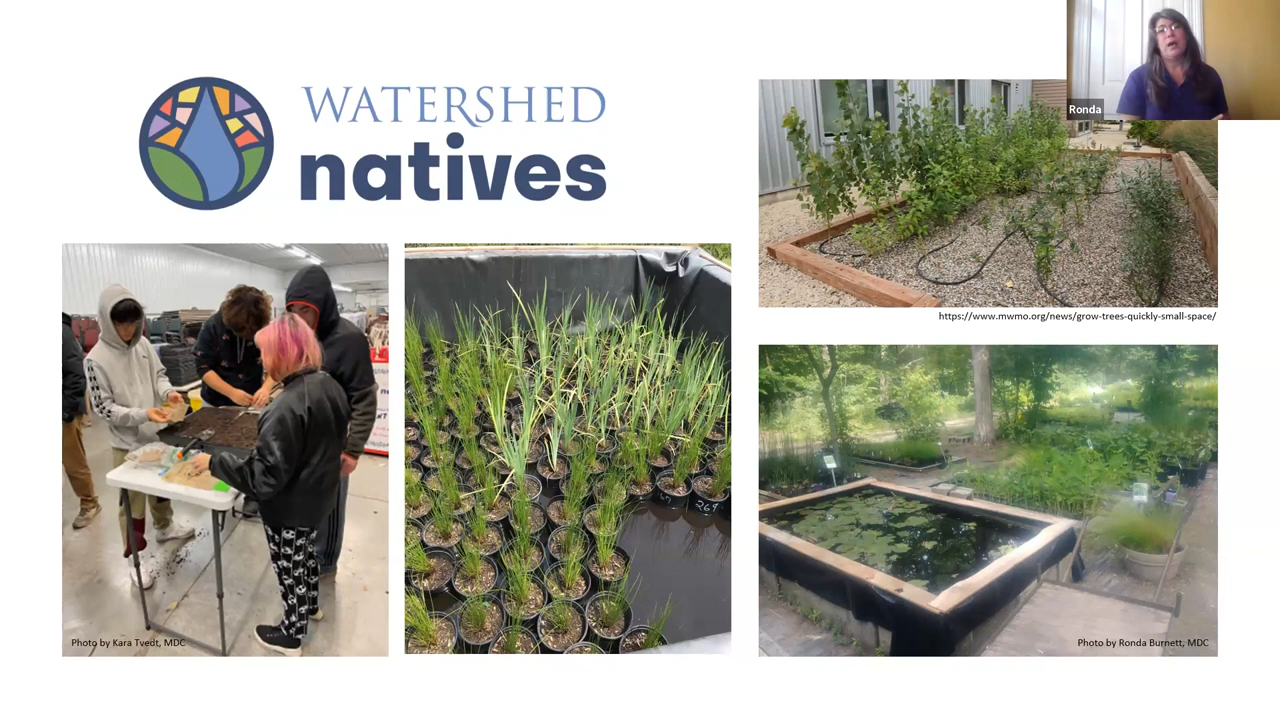 WATERSHED
natives
Ronda
https://www.mwmo.org/news/grow-trees-quickly-small-space/
Photo by Kara Tvedt, MDC
Photo by Ronda Burnett, MDC